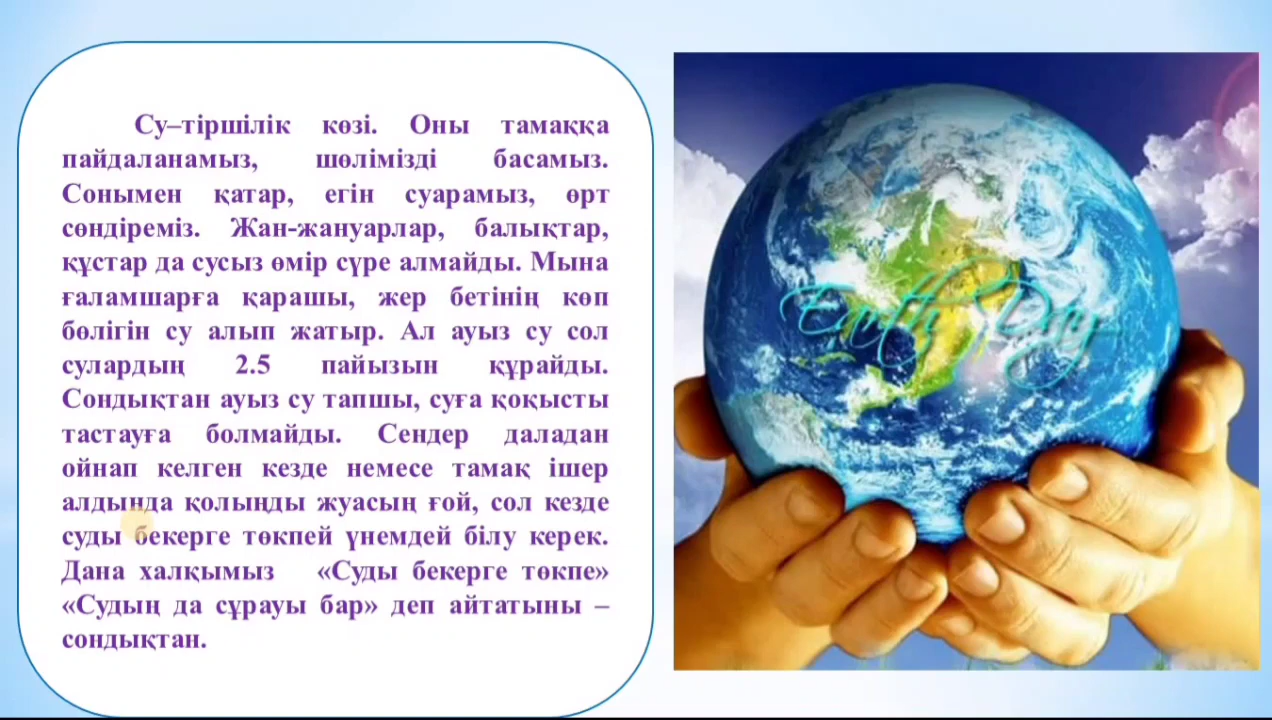 Су–тіршілік көзі. Оны тамаққа
пайдаланамыз, шөлімізді басамыз.
Сонымен қатар, егін суарамыз, өрт
сөндіреміз. Жан-жануарлар, балықтар,
құстар да сусыз өмір сүре алмайды. Мына
ғаламшарға қарашы, жер бетінің көп
бөлігін су алып жатыр. Ал ауыз су сол
сулардың 2.5 пайызын құрайды.
Сондықтан ауыз су тапшы, суға қоқысты
тастауға болмайды. Сендер даладан
ойнап келген кезде немесе тамақ ішер
алдында қолыңды жуасың ғой, сол кезде
суды бекерге төкпей үнемдей білу керек.
Дана халқымыз «Суды бекерге төкпе»
«Судың да сұрауы бар» деп айтатыны –
сондықтан.
Earth Day